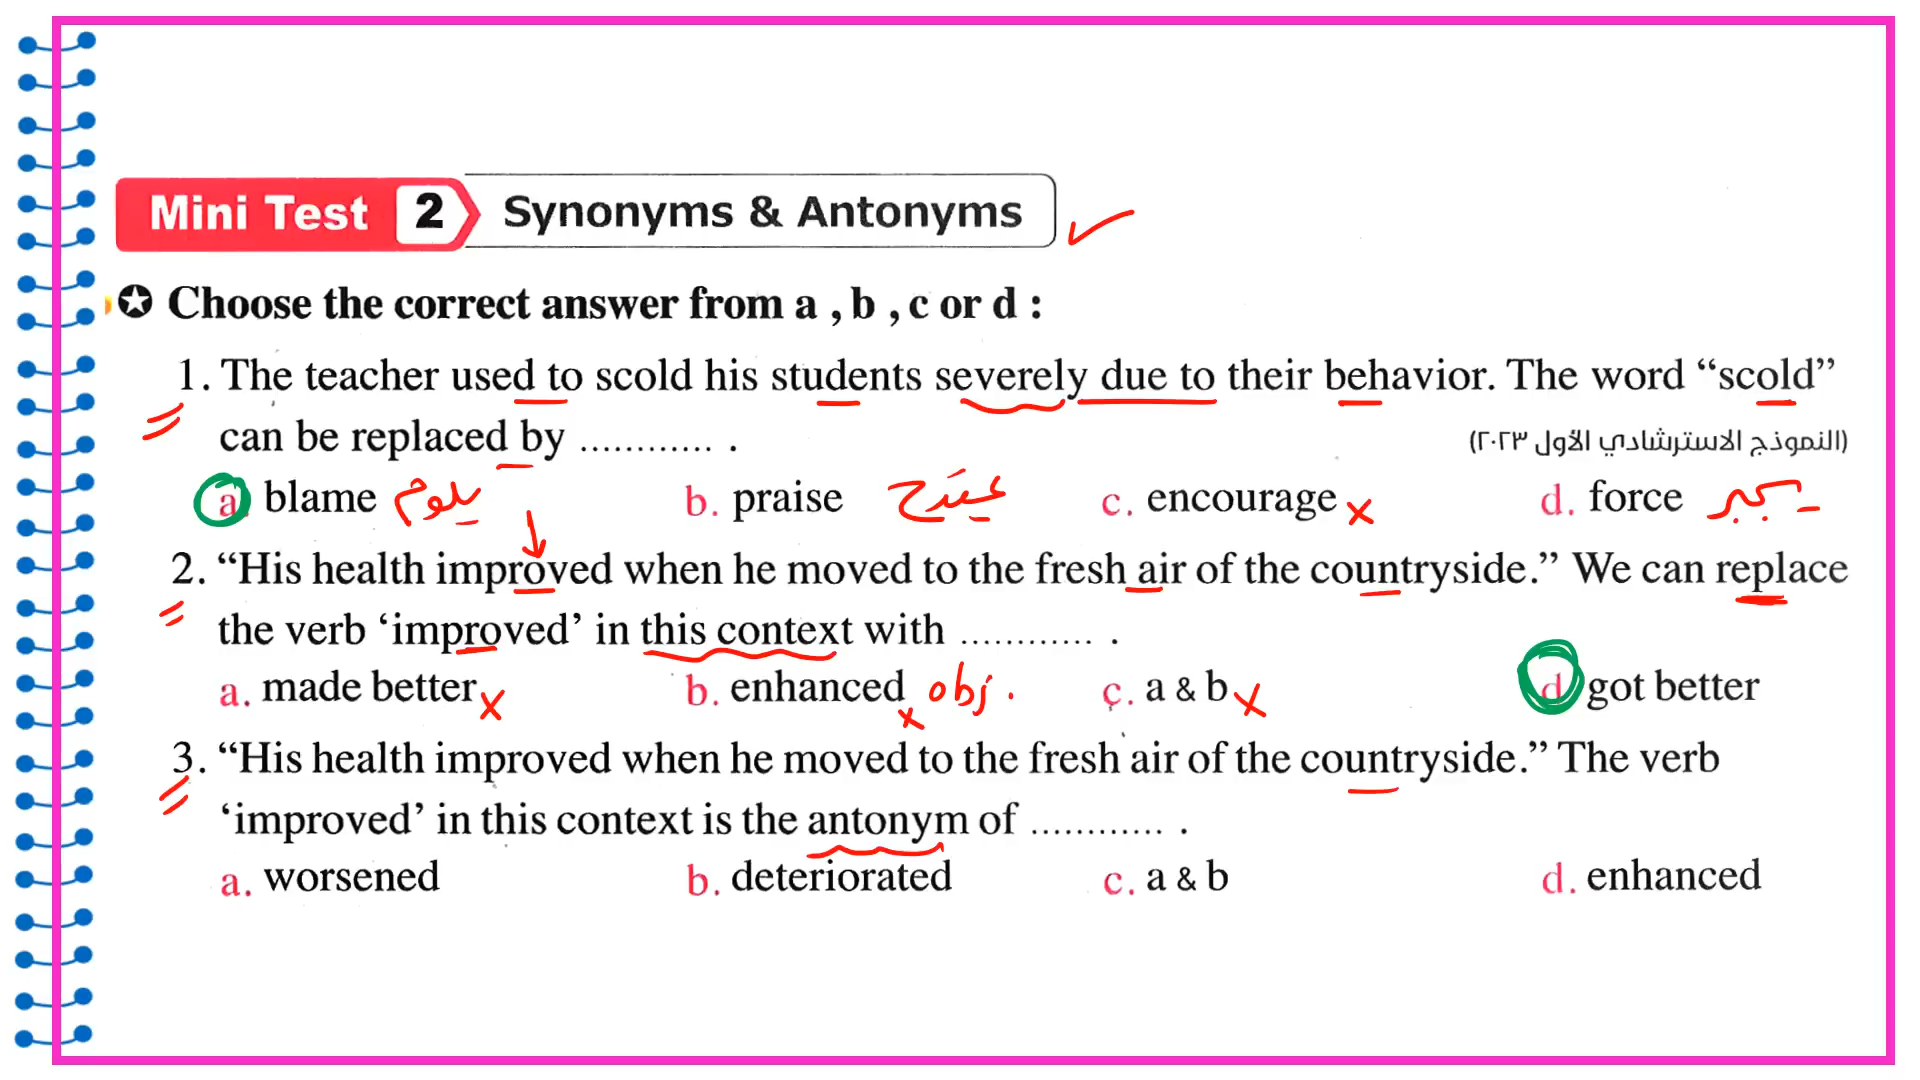 Mini Test 2 Synonyms & Antonyms
Choose the correct answer from a , b , c or d :
1. The teacher used to scold his students severely due to their behavior. The word “scold”
can be replaced by ............ .
(النموذج الاسترشادي الأول ٢٠٢٣)
a. blame يلوم b. praise يمتدح c. encourage x d. force يجبر
2. “His health improved when he moved to the fresh air of the countryside.” We can replace
the verb ‘improved’ in this context with ............ .
a. made better x b. enhanced x obj. c. a & b x d. got better
3. “His health improved when he moved to the fresh air of the countryside.” The verb
‘improved’ in this context is the antonym of ............ .
a. worsened b. deteriorated c. a & b d. enhanced